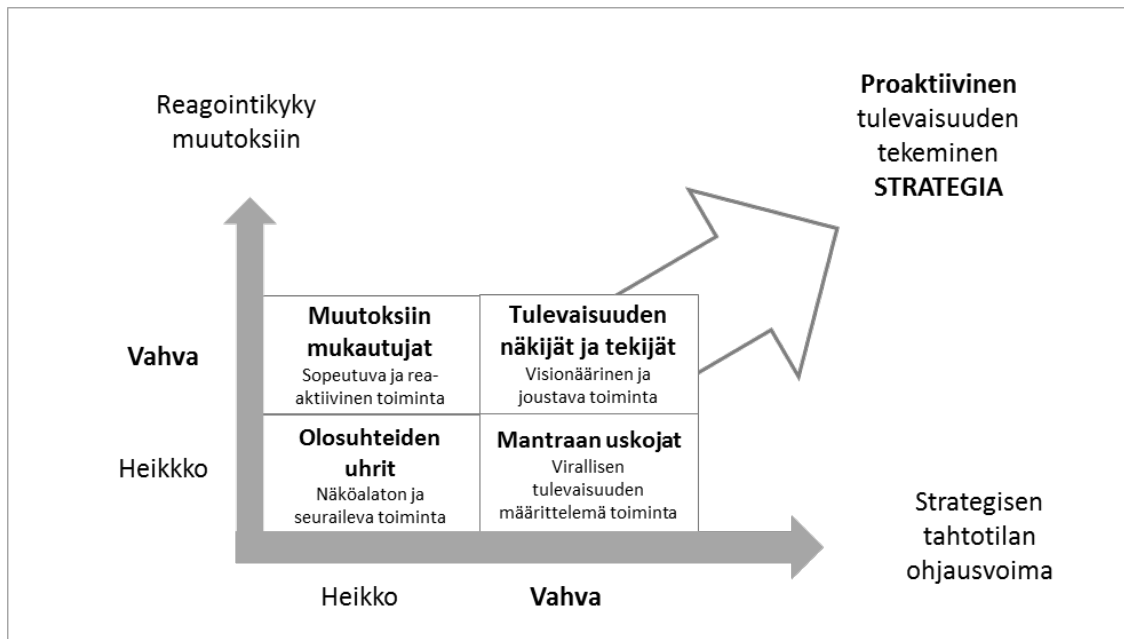 Reagointikyky
muutoksiin
Proaktiivinen
tulevaisuuden
tekeminen
STRATEGIA
Vahva
Muutoksiin
mukautujat
Sopeutuva ja rea-
aktiivinen toiminta
Tulevaisuuden
näkijät ja tekijät
Visionäärinen ja
joustava toiminta
Heikkko
Olosuhteiden
uhrit
Näköalaton ja
seuraileva toiminta
Mantraan uskojat
Virallisen
tulevaisuuden
määrittelemä toiminta
Strategisen
tahtotilan
ohjausvoima
Heikko
Vahva